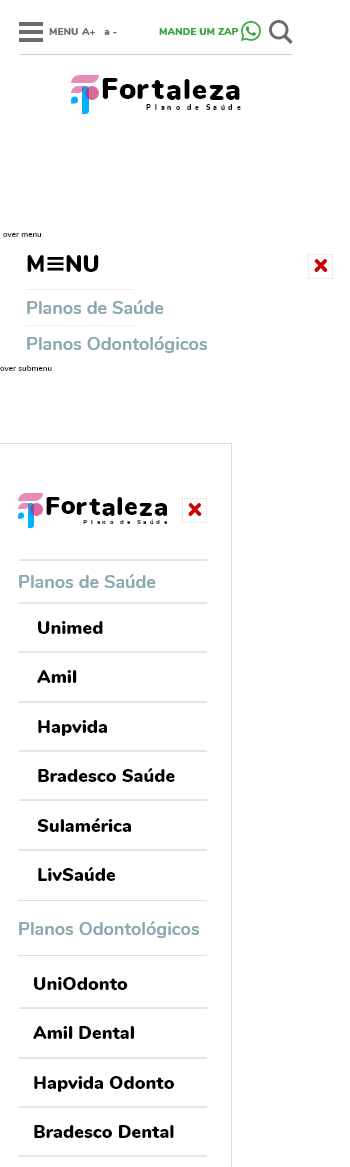 MENU A+ a - MANDE UM ZAP
Fortaleza
Plano de Saúde
over menu
MENU
Planos de Saúde
Planos Odontológicos
over submenu
Fortaleza
Plano de Saúde
Planos de Saúde
Unimed
Amil
Hapvida
Bradesco Saúde
Sulamérica
LivSaúde
Planos Odontológicos
UniOdonto
Amil Dental
Hapvida Odonto
Bradesco Dental